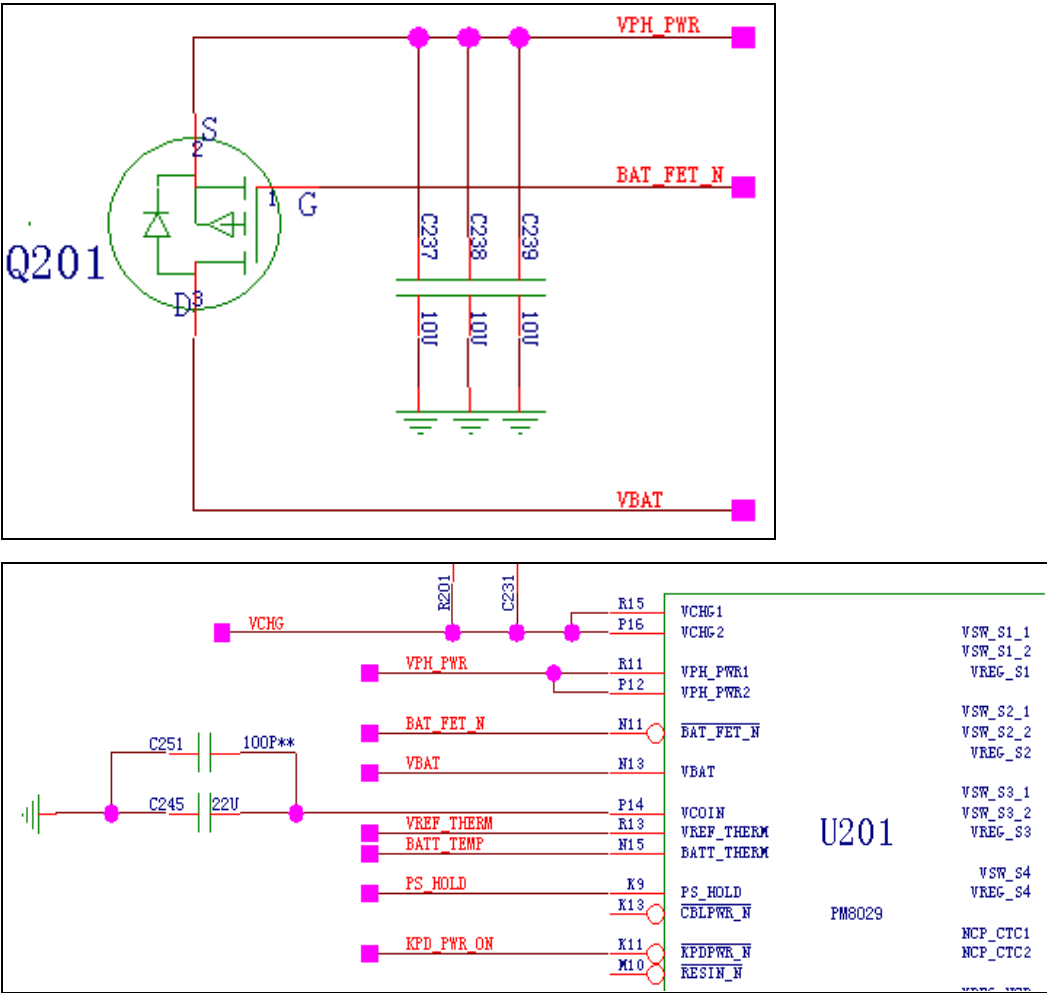 VPH_PWR
S
2
BAT_FET_N
1
G
C237
C238
C239
Q201
D
3
10U
10U
10U
VBAT
R201
C231
R15
VCHG1
VCHG
P16
VCHG2
VSW_S1_1
VSW_S1_2
VPH_PWR
R11
VPH_PWR1
VREG_S1
P12
VPH_PWR2
VSW_S2_1
BAT_FET_N
N11
BAT_FET_N
VSW_S2_2
C251
100P**
VREG_S2
VBAT
N13
VBAT
VSW_S3_1
C245
22U
P14
VCOIN
VSW_S3_2
VREF_THERM
R13
VREF_THERM
U201
VREG_S3
BATT_TEMP
N15
BATT_THERM
VSW_S4
PS_HOLD
K9
PS_HOLD
VREG_S4
K13
CBLPWR_N
PM8029
NCP_CTC1
KPD_PWR_ON
K11
KPDPWR_N
NCP_CTC2
M10
RESIN_N